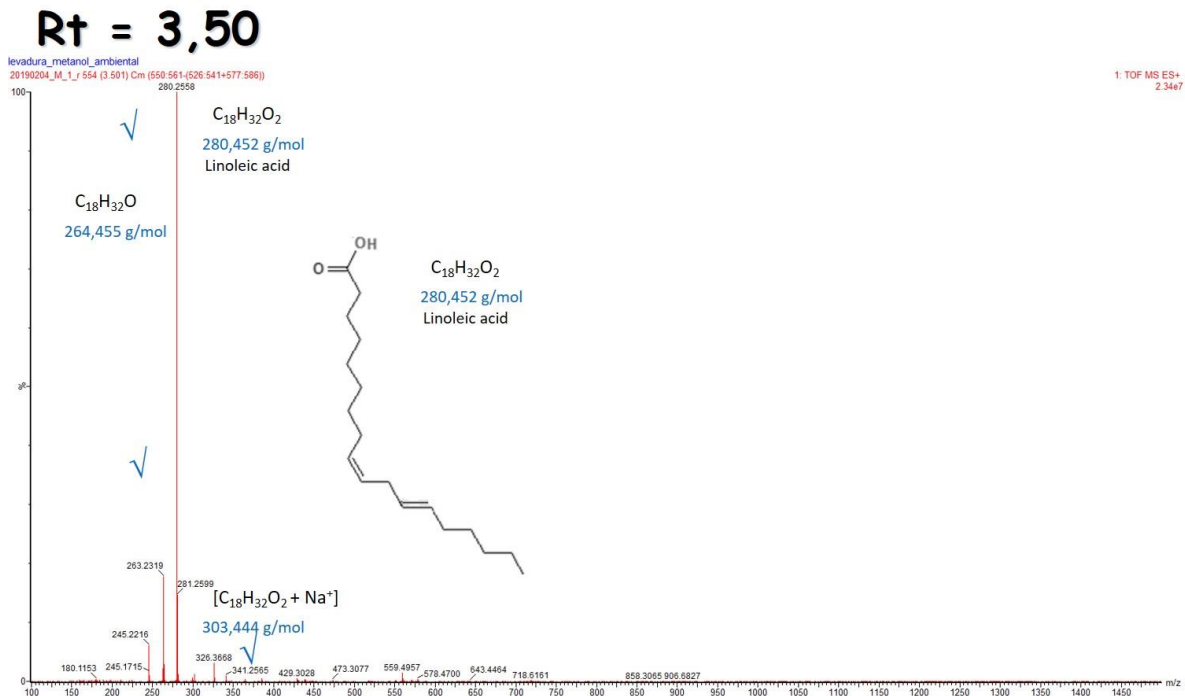 Rt = 3,50
levadura_metanol_ambiental
20190204_M_1_r 554 (3.501) Cm (550:561-(526:541+577:586))
1: TOF MS ES+
2.34e7
100
280.2558
√
C₁₈H₃₂O₂
280,452 g/mol
Linoleic acid
C₁₈H₃₂O
264,455 g/mol
OH
O
C₁₈H₃₂O₂
280,452 g/mol
Linoleic acid
%
√
263.2319
281.2599
[C₁₈H₃₂O₂ + Na⁺]
303,444 g/mol
√
245.2216
180.1153
245.1715
326.3668
341.2565
429.3028
473.3077
559.4957
578.4700
643.4464
718.6161
858.3065 906.6827
0
m/z
100 150 200 250 300 350 400 450 500 550 600 650 700 750 800 850 900 950 1000 1050 1100 1150 1200 1250 1300 1350 1400 1450